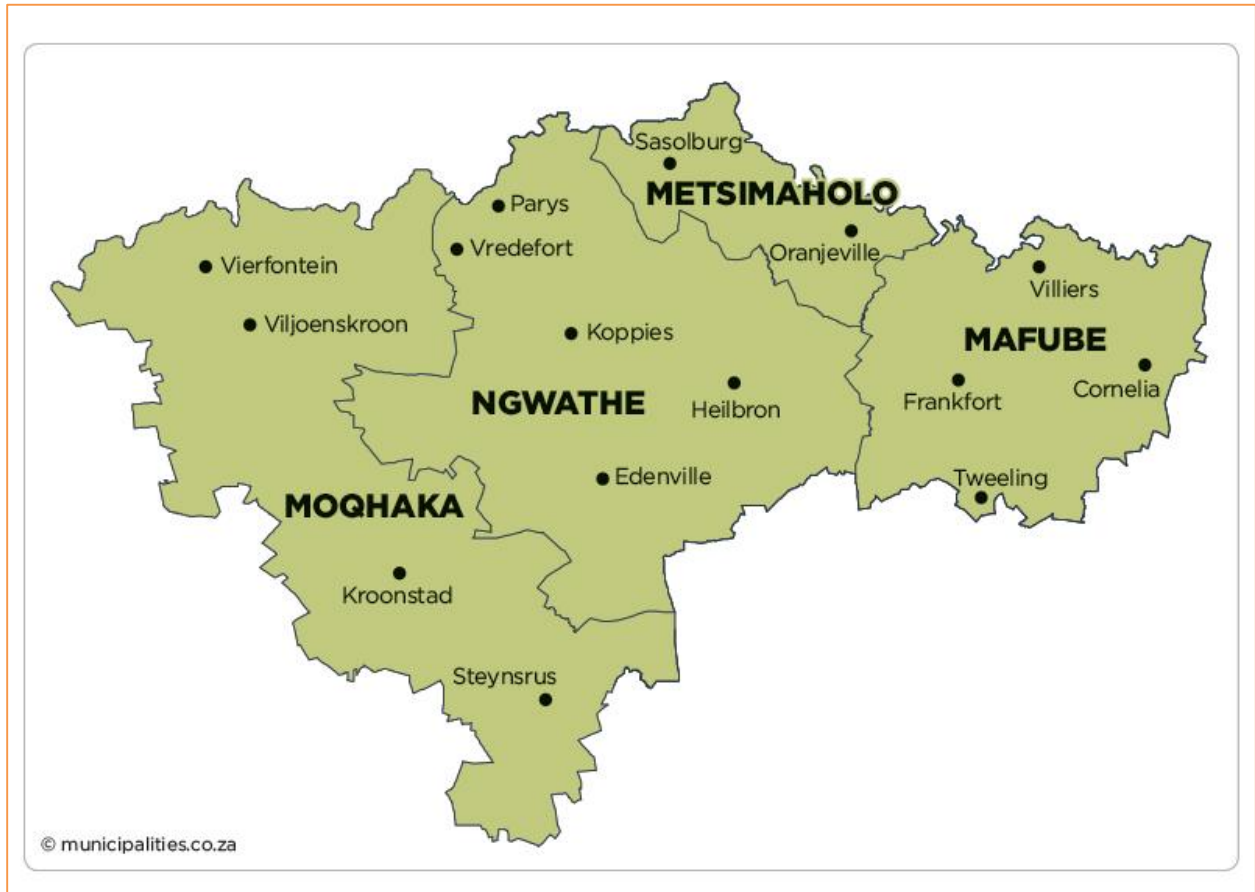 Sasolburg
METSIMAHOLO
Parys
Oranjeville
Vredefort
Vierfontein
Villiers
Viljoenskroon
Koppies
MAFUBE
Cornelia
Frankfort
NGWATHE
Heilbron
Edenville
Tweeling
MOQHAKA
Kroonstad
Steynsrus
© municipalities.co.za